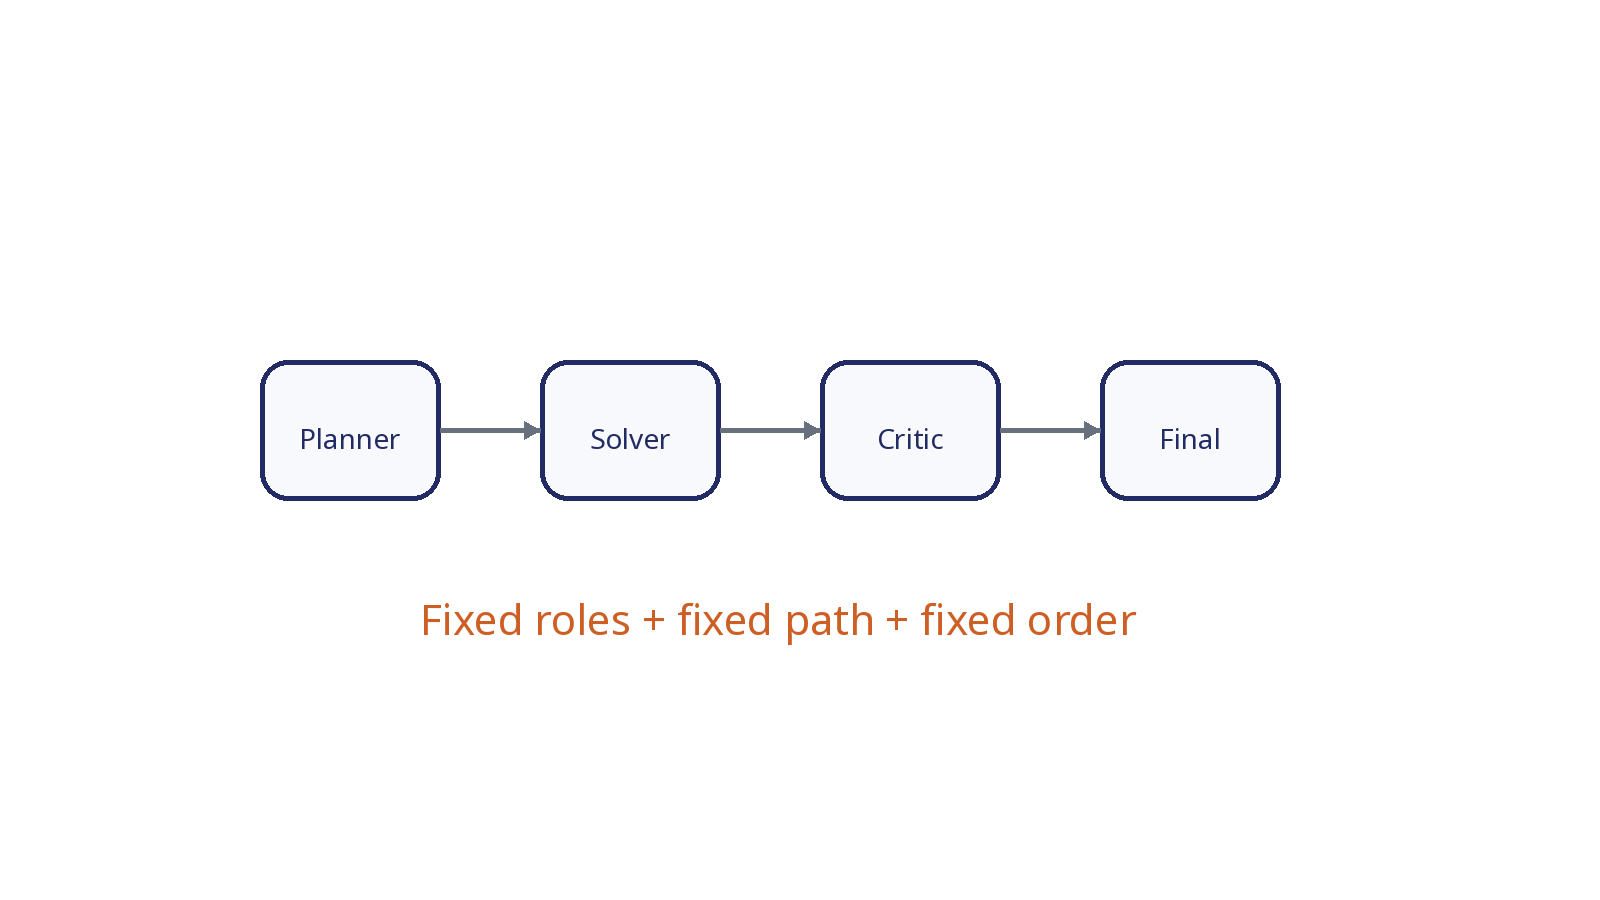 Planner
Solver
Critic
Final
Fixed roles + fixed path + fixed order